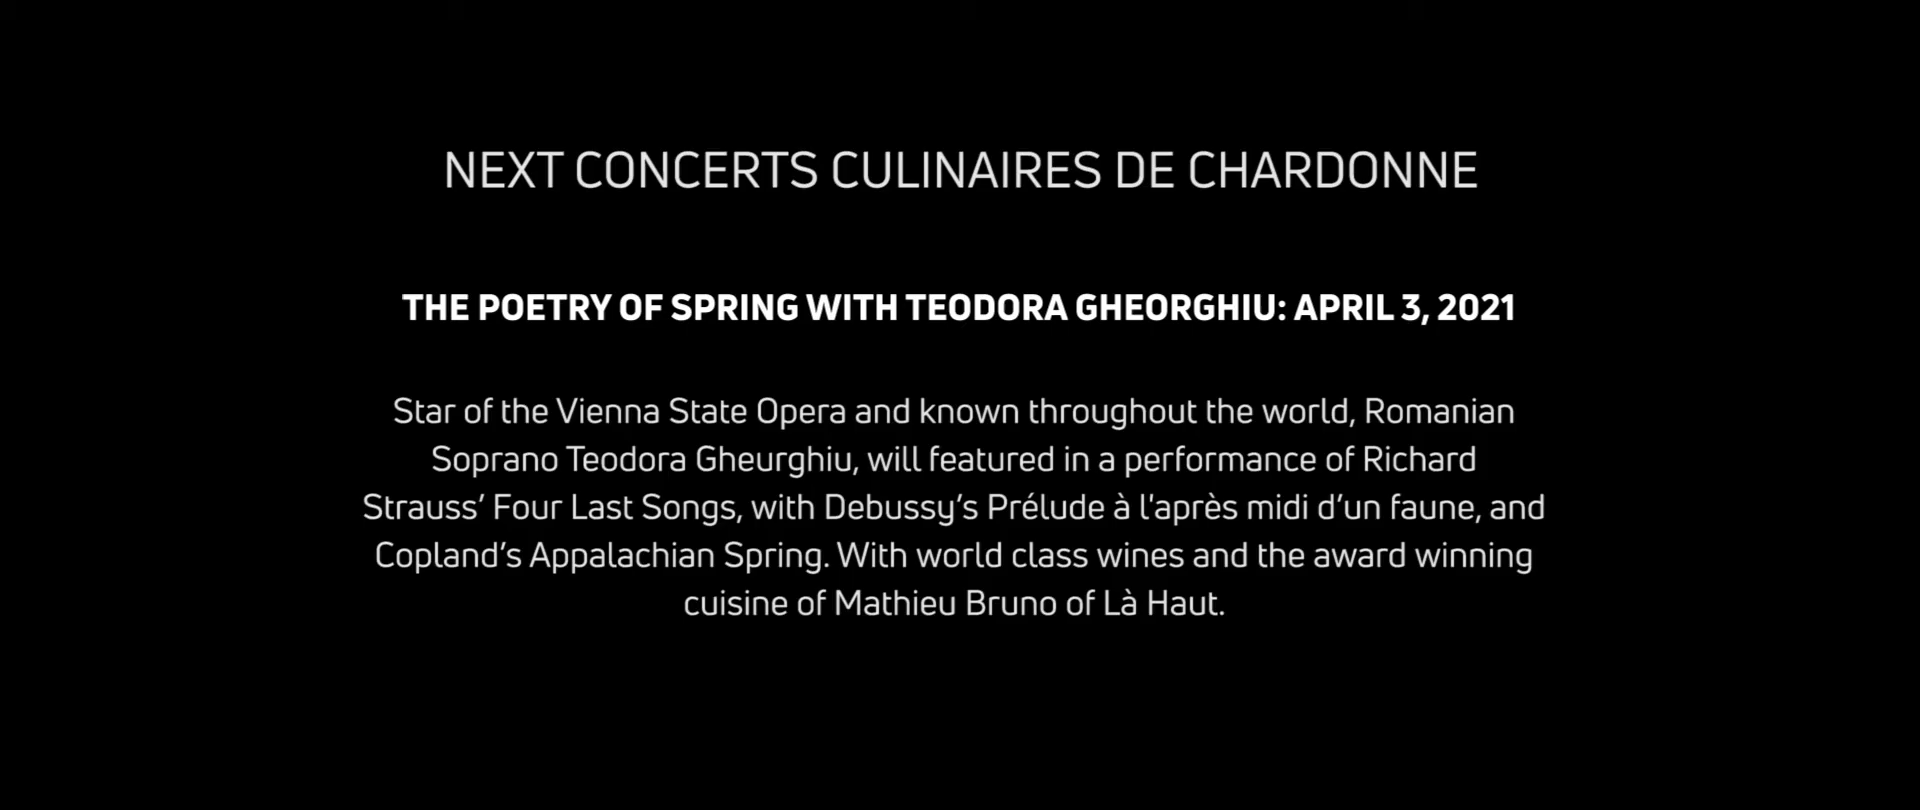 NEXT CONCERTS CULINAIRES DE CHARDONNE
THE POETRY OF SPRING WITH TEODORA GHEORGHIU: APRIL 3, 2021
Star of the Vienna State Opera and known throughout the world, Romanian
Soprano Teodora Gheurghiu, will featured in a performance of Richard
Strauss’ Four Last Songs, with Debussy’s Prélude à l'après midi d’un faune, and
Copland’s Appalachian Spring. With world class wines and the award winning
cuisine of Mathieu Bruno of Là Haut.